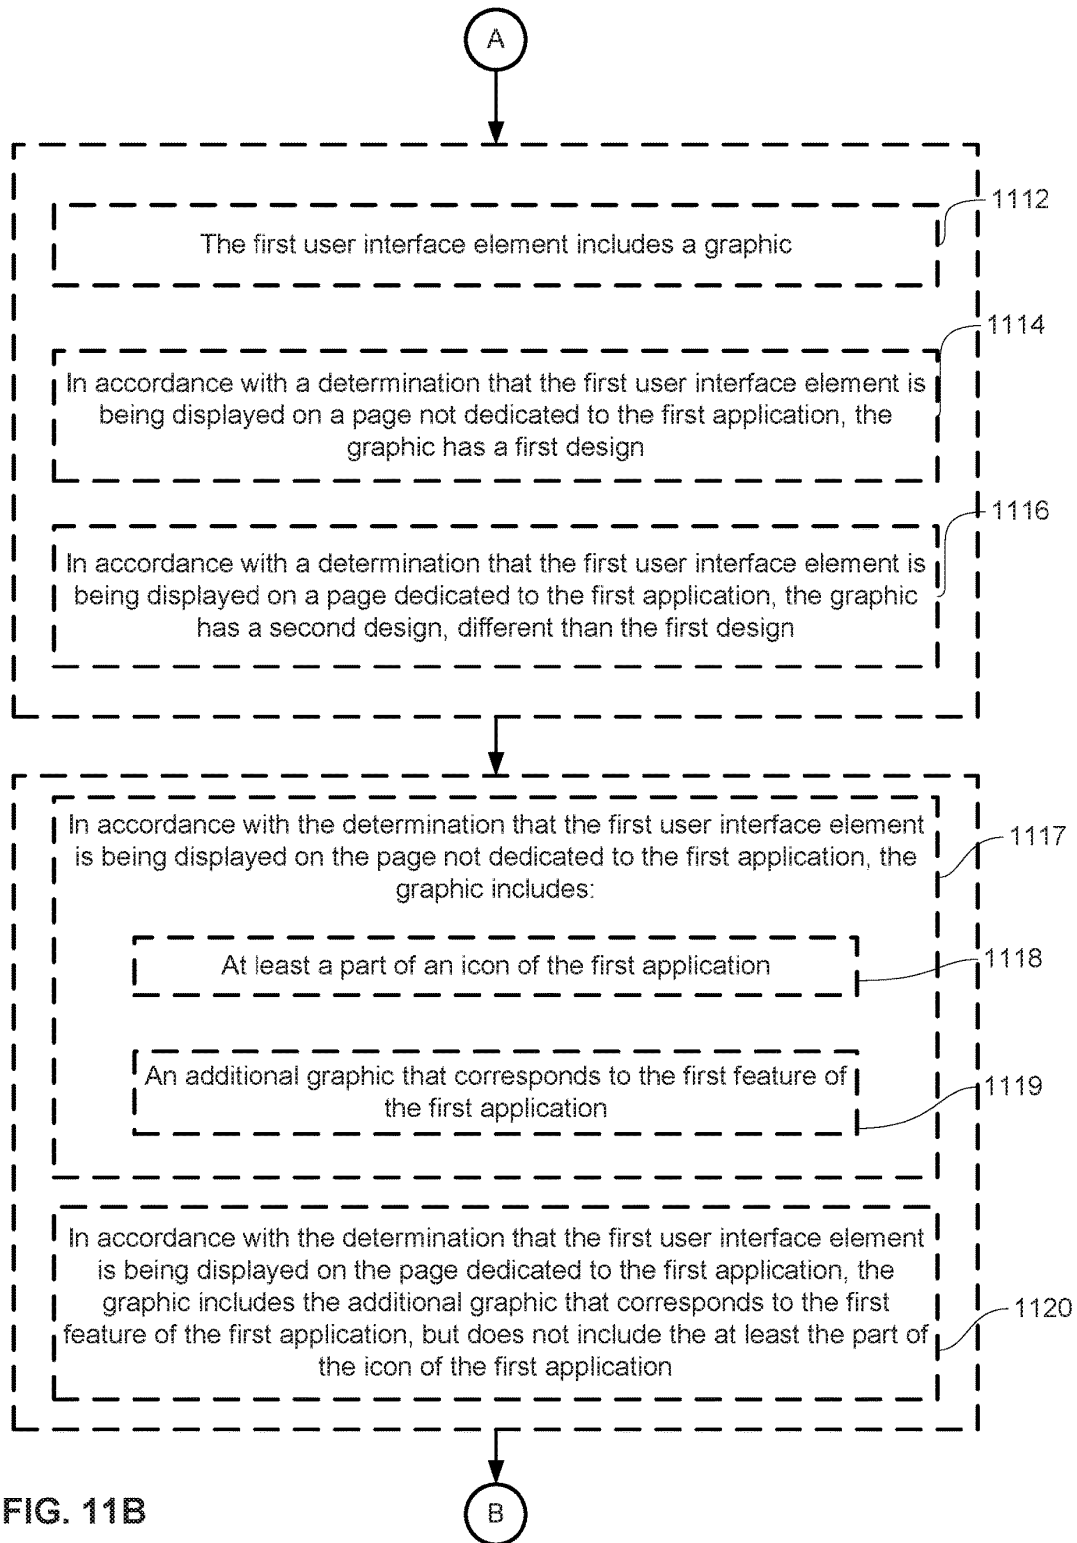 A
1112
The first user interface element includes a graphic
1114
In accordance with a determination that the first user interface element is
being displayed on a page not dedicated to the first application, the
graphic has a first design
1116
In accordance with a determination that the first user interface element is
being displayed on a page dedicated to the first application, the graphic
has a second design, different than the first design
In accordance with the determination that the first user interface element
is being displayed on the page not dedicated to the first application, the
graphic includes:
1117
At least a part of an icon of the first application
1118
An additional graphic that corresponds to the first feature of
the first application
1119
In accordance with the determination that the first user interface element
is being displayed on the page dedicated to the first application, the
graphic includes the additional graphic that corresponds to the first
feature of the first application, but does not include the at least the part of
the icon of the first application
1120
FIG. 11B
B